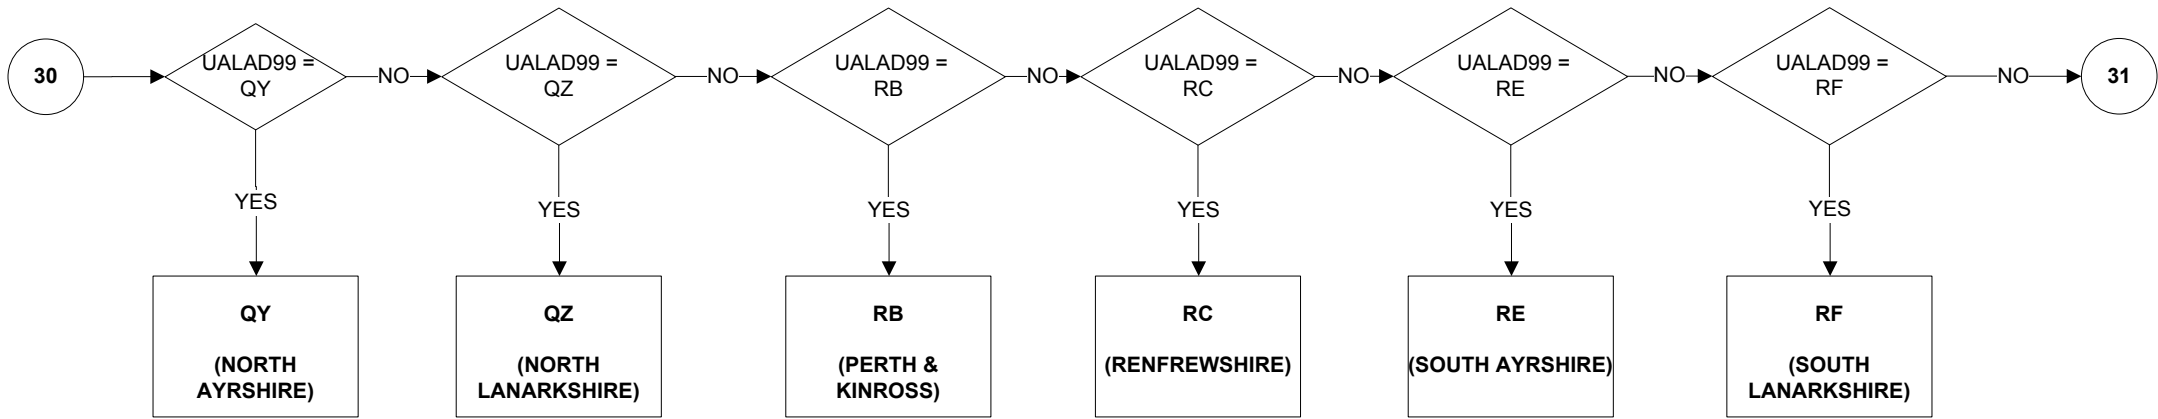 30
UALAD99 =
QY
NO
UALAD99 =
QZ
NO
UALAD99 =
RB
NO
UALAD99 =
RC
NO
UALAD99 =
RE
NO
UALAD99 =
RF
NO
31
YES
YES
YES
YES
YES
YES
QY
(NORTH
AYRSHIRE)
QZ
(NORTH
LANARKSHIRE)
RB
(PERTH &
KINROSS)
RC
(RENFREWSHIRE)
RE
(SOUTH AYRSHIRE)
RF
(SOUTH
LANARKSHIRE)